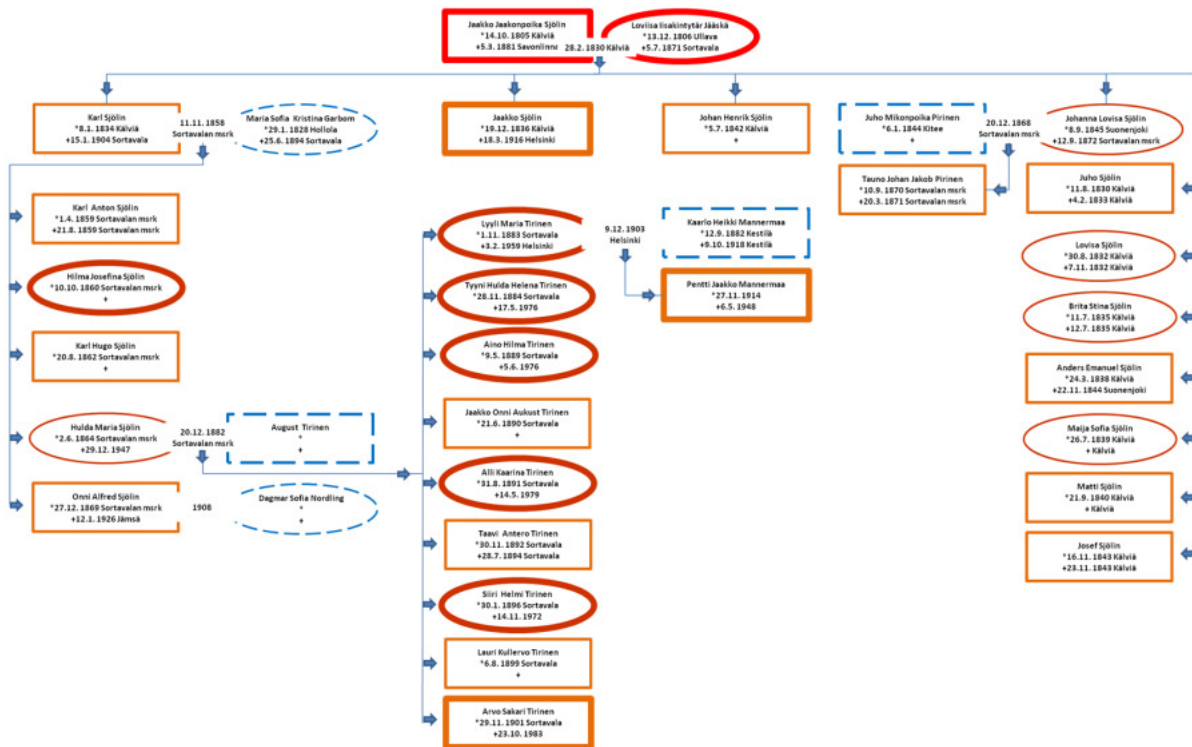 Jaakko Jaakonpoika Sjölin
*14.10. 1805 Kälviä
+5.3. 1881 Savonlinna
28.2. 1830 Kälviä
Loviisa Iisakintytär Jääskä
*13.12. 1806 Ullava
+5.7. 1871 Sortavala
Karl Sjölin
*8.1. 1834 Kälviä
+15.1. 1904 Sortavala
11.11. 1858
Sortavalan msrk
Maria Sofia Kristina Garbom
*29.1. 1828 Hollola
+25.6. 1894 Sortavala
Jaakko Sjölin
*19.12. 1836 Kälviä
+18.3. 1916 Helsinki
Johan Henrik Sjölin
*5.7. 1842 Kälviä
+
Juho Mikonpoika Pirinen
*6.1. 1844 Kitee
+
20.12. 1868
Sortavalan msrk
Johanna Lovisa Sjölin
*8.9. 1845 Suonenjoki
+12.9. 1872 Sortavalan msrk
Tauno Johan Jakob Pirinen
*10.9. 1870 Sortavalan msrk
+20.3. 1871 Sortavalan msrk
Karl Anton Sjölin
*1.4. 1859 Sortavalan msrk
+21.8. 1859 Sortavalan msrk
Hilma Josefina Sjölin
*10.10. 1860 Sortavalan msrk
+
Karl Hugo Sjölin
*20.8. 1862 Sortavalan msrk
+
Hulda Maria Sjölin
*2.6. 1864 Sortavalan msrk
+29.12. 1947
20.12. 1882
Sortavalan msrk
August Tirinen
*
+
Onni Alfred Sjölin
*27.12. 1869 Sortavalan msrk
+12.1. 1926 Jämsä
1908
Dagmar Sofia Nordling
*
+
Lyyli Maria Tirinen
*1.11. 1883 Sortavala
+3.2. 1959 Helsinki
9.12. 1903
Helsinki
Kaarlo Heikki Mannermaa
*12.9. 1882 Kestilä
+9.10. 1918 Kestilä
Pentti Jaakko Mannermaa
*27.11. 1914
+6.5. 1948
Tyyni Hulda Helena Tirinen
*28.11. 1884 Sortavala
+17.5. 1976
Aino Hilma Tirinen
*9.5. 1889 Sortavala
+5.6. 1976
Jaakko Onni Aukust Tirinen
*21.6. 1890 Sortavala
+
Alli Kaarina Tirinen
*31.8. 1891 Sortavala
+14.5. 1979
Taavi Antero Tirinen
*30.11. 1892 Sortavala
+28.7. 1894 Sortavala
Siiri Helmi Tirinen
*30.1. 1896 Sortavala
+14.11. 1972
Lauri Kullervo Tirinen
*6.8. 1899 Sortavala
+
Arvo Sakari Tirinen
*29.11. 1901 Sortavala
+23.10. 1983
Juho Sjölin
*11.8. 1830 Kälviä
+4.2. 1833 Kälviä
Lovisa Sjölin
*30.8. 1832 Kälviä
+7.11. 1832 Kälviä
Brita Stina Sjölin
*11.7. 1835 Kälviä
+12.7. 1835 Kälviä
Anders Emanuel Sjölin
*24.3. 1838 Kälviä
+22.11. 1844 Suonenjoki
Maija Sofia Sjölin
*26.7. 1839 Kälviä
+ Kälviä
Matti Sjölin
*21.9. 1840 Kälviä
+ Kälviä
Josef Sjölin
*16.11. 1843 Kälviä
+23.11. 1843 Kälviä